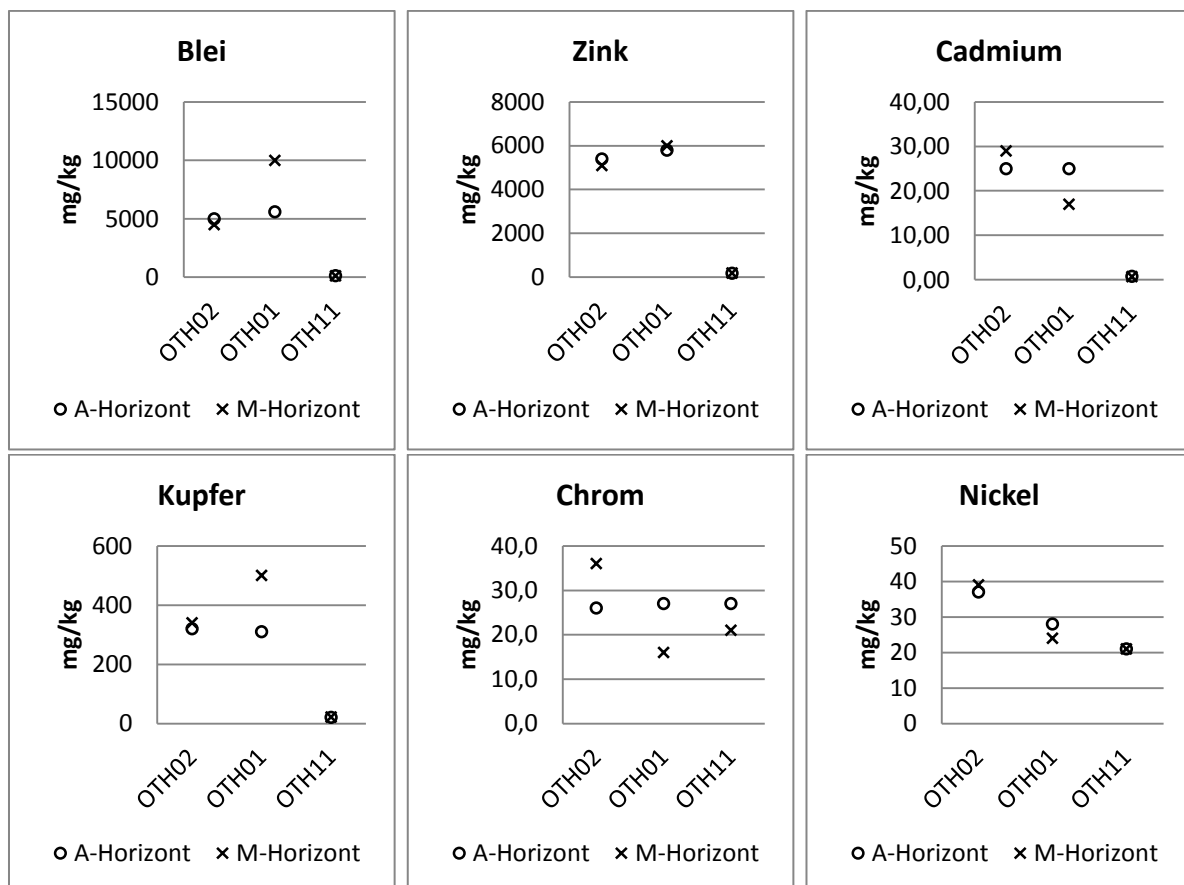 Blei
mg/kg
15000
10000
5000
0
OTH02
OTH01
OTH11
A-Horizont
M-Horizont
Zink
mg/kg
8000
6000
4000
2000
0
OTH02
OTH01
OTH11
A-Horizont
M-Horizont
Cadmium
mg/kg
40,00
30,00
20,00
10,00
0,00
OTH02
OTH01
OTH11
A-Horizont
M-Horizont
Kupfer
mg/kg
600
400
200
0
OTH02
OTH01
OTH11
A-Horizont
M-Horizont
Chrom
mg/kg
40,0
30,0
20,0
10,0
0,0
OTH02
OTH01
OTH11
A-Horizont
M-Horizont
Nickel
mg/kg
50
40
30
20
10
0
OTH02
OTH01
OTH11
A-Horizont
M-Horizont